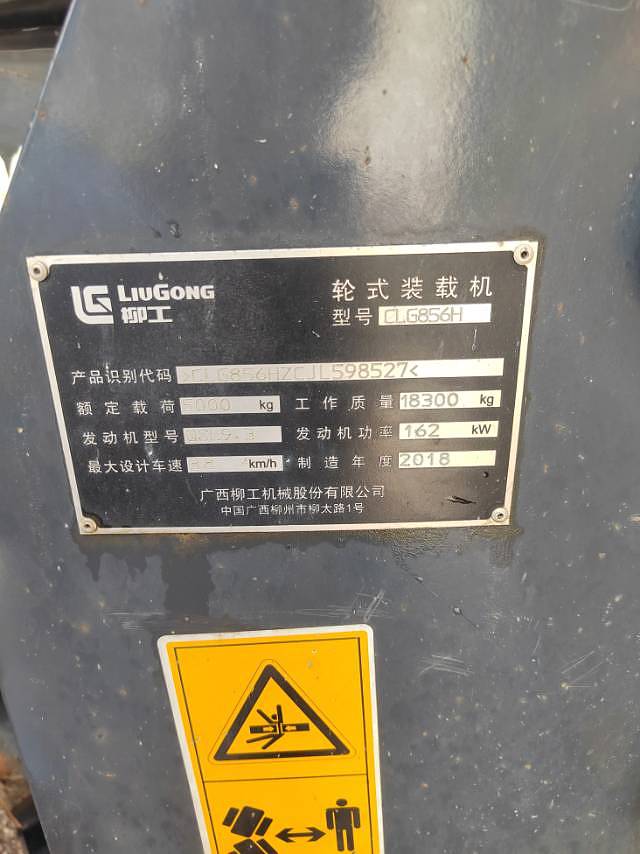 LIUGONG
柳工
轮式装载机
型号 CLG856H
产品识别代码 >CLG856HZCJL598527<
额定载荷 5000 kg 工作质量 18300 kg
发动机型号 发动机功率 162 kW
最大设计车速 km/h 制造年度 2018
广西柳工机械股份有限公司
中国广西柳州市柳太路1号